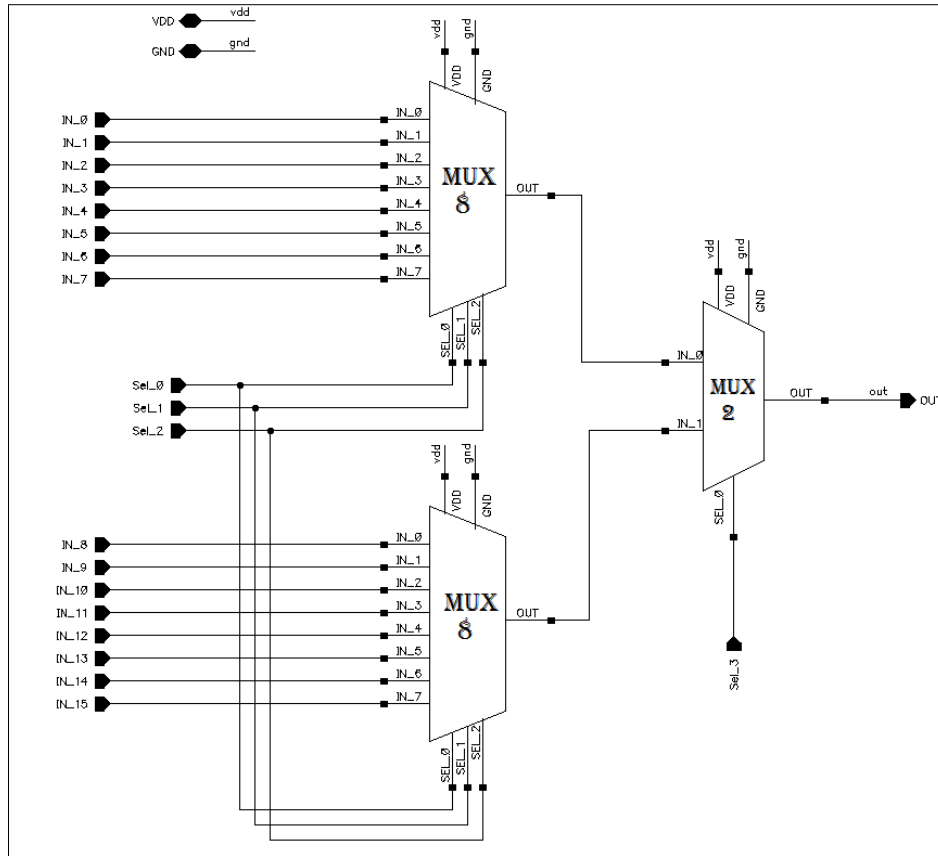 VDD vdd
GND gnd
vdd gnd
VDD GND
IN_0 IN_0
IN_1 IN_1
IN_2 IN_2
IN_3 IN_3
IN_4 IN_4
IN_5 IN_5
IN_6 IN_6
IN_7 IN_7
MUX
8
OUT
SEL_0 SEL_1 SEL_2
vdd gnd
VDD GND
IN_0
IN_1
MUX
2
OUT out OUT
SEL_0
Sel_3
Sel_0
Sel_1
Sel_2
vdd gnd
VDD GND
IN_8 IN_0
IN_9 IN_1
IN_10 IN_2
IN_11 IN_3
IN_12 IN_4
IN_13 IN_5
IN_14 IN_6
IN_15 IN_7
MUX
8
OUT
SEL_0 SEL_1 SEL_2